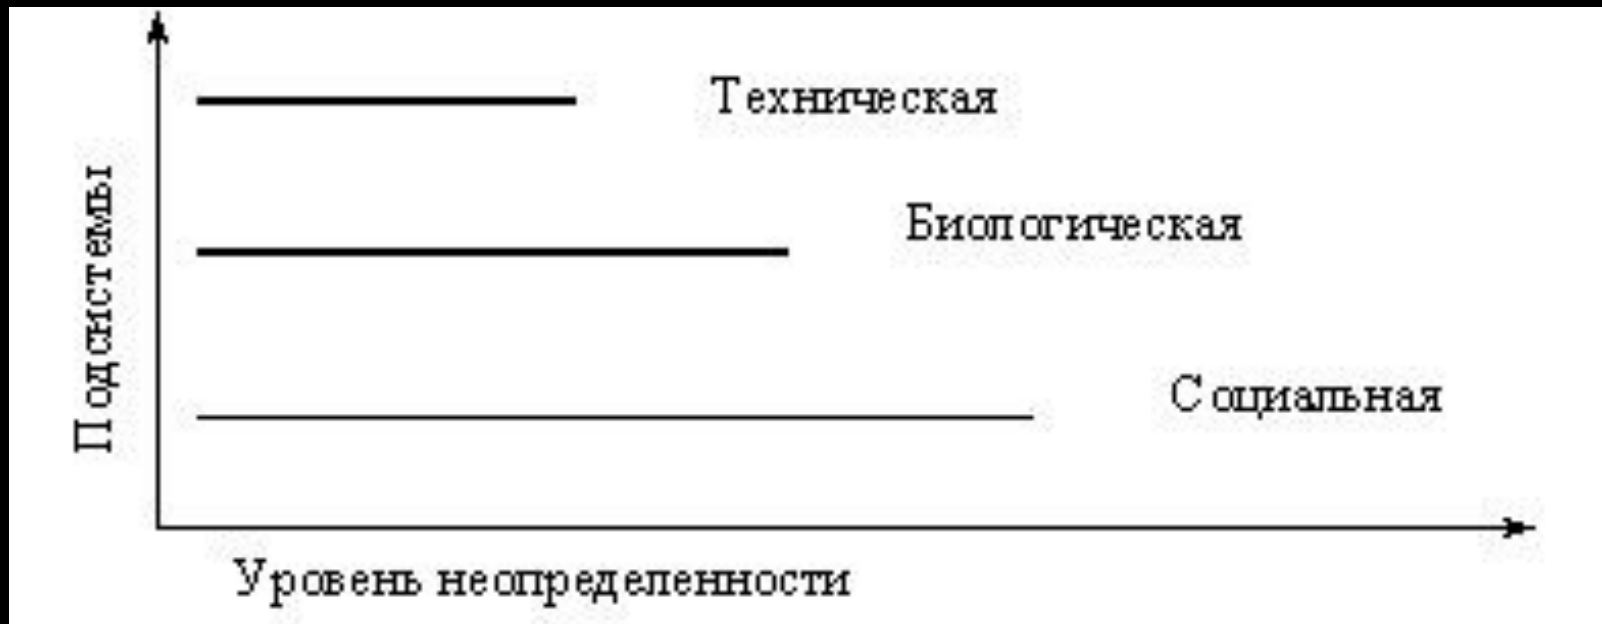 Техническая
Биологическая
Социальная
Подсистемы
Уровень неопределенности